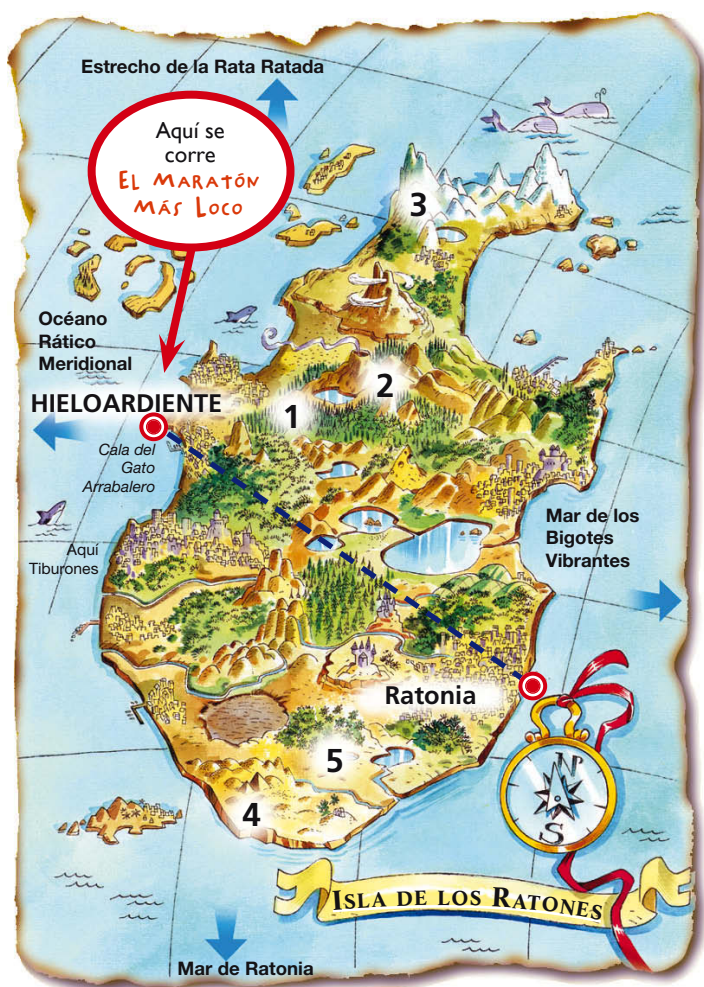 Estrecho de la Rata Ratada
Aquí se
corre
EL MARATÓN
MÁS LOCO
3
Océano
Rático
Meridional
2
HIELOARDIENTE
1
Cala del
Gato
Arrabalero
Mar de los
Bigotes
Vibrantes
Aquí
Tiburones
Ratonia
5
4
N
S
ISLA DE LOS RATONES
Mar de Ratonia